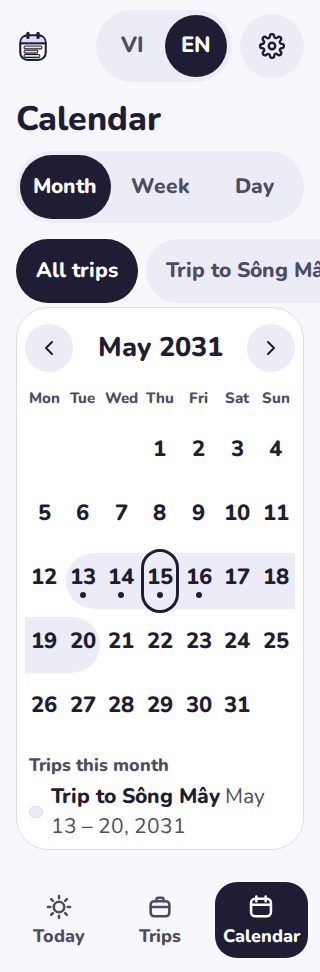 VI EN
Calendar
Month Week Day
All trips Trip to Sông Mâ
May 2031
Mon Tue Wed Thu Fri Sat Sun
1 2 3 4
5 6 7 8 9 10 11
12 13 14 15 16 17 18
19 20 21 22 23 24 25
26 27 28 29 30 31
Trips this month
Trip to Sông Mây May
13 – 20, 2031
Today Trips Calendar